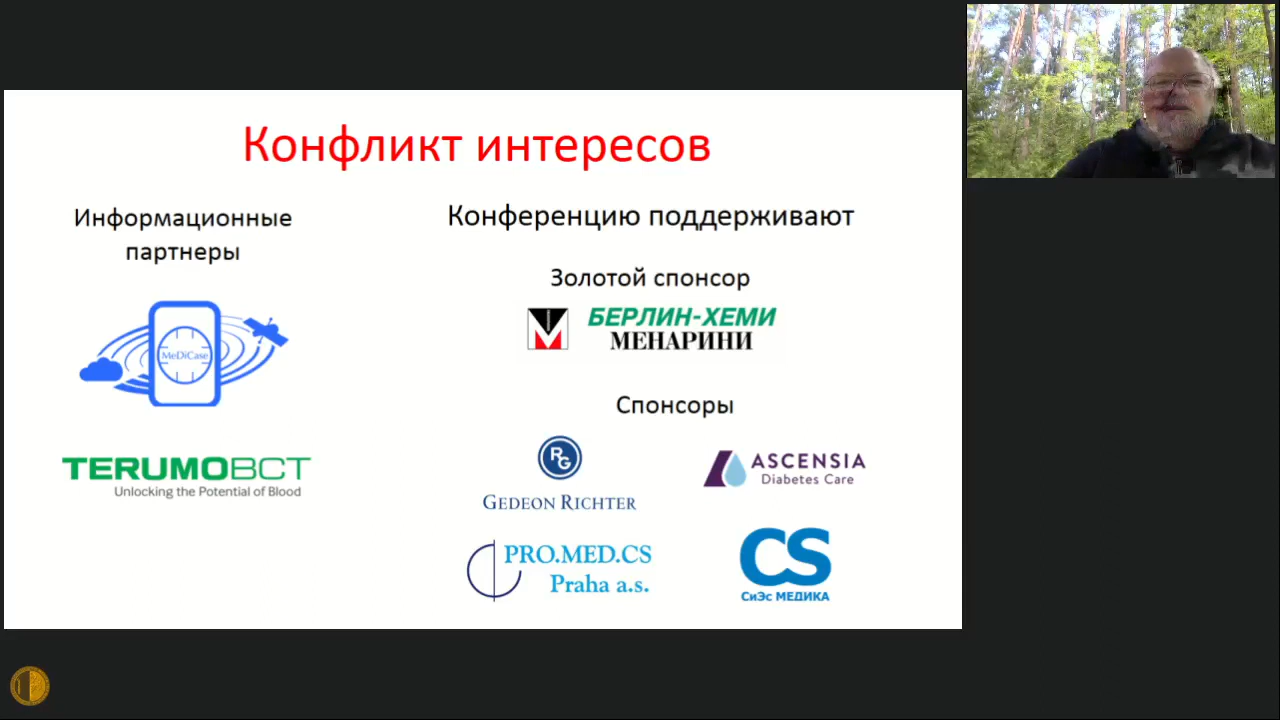 Конфликт интересов
Информационные
партнеры
MeDiCase
TERUMOBCT
Unlocking the Potential of Blood
Конференцию поддерживают
Золотой спонсор
БЕРЛИН-ХЕМИ
МЕНАРИНИ
Спонсоры
RG
GEDEON RICHTER
ASCENSIA
Diabetes Care
PRO.MED.CS
Praha a.s.
CS
СиЭс МЕДИКА